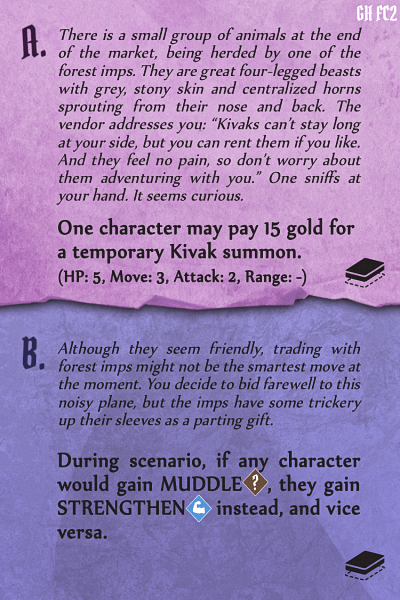 GH FC2
A.
There is a small group of animals at the end
of the market, being herded by one of the
forest imps. They are great four-legged beasts
with grey, stony skin and centralized horns
sprouting from their nose and back. The
vendor addresses you: “Kivaks can’t stay long
at your side, but you can rent them if you like.
And they feel no pain, so don’t worry about
them adventuring with you.” One sniffs at
your hand. It seems curious.
One character may pay 15 gold for
a temporary Kivak summon.
(HP: 5, Move: 3, Attack: 2, Range: -)
B.
Although they seem friendly, trading with
forest imps might not be the smartest move at
the moment. You decide to bid farewell to this
noisy plane, but the imps have some trickery
up their sleeves as a parting gift.
During scenario, if any character
would gain MUDDLE ?, they gain
STRENGTHEN instead, and vice
versa.